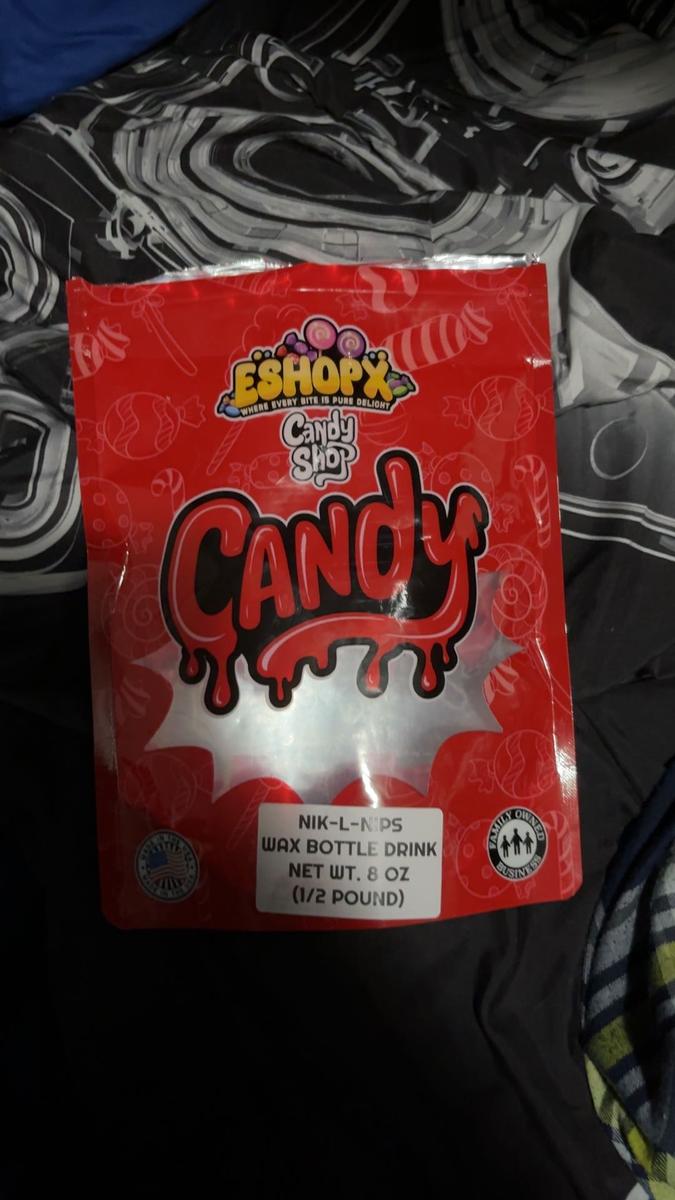 ESHOPX
WHERE EVERY BITE IS PURE DELIGHT
Candy
Shop
CANDY
NIK-L-NIPS
WAX BOTTLE DRINK
NET WT. 8 OZ
(1/2 POUND)
FAMILY OWNED
BUSINESS